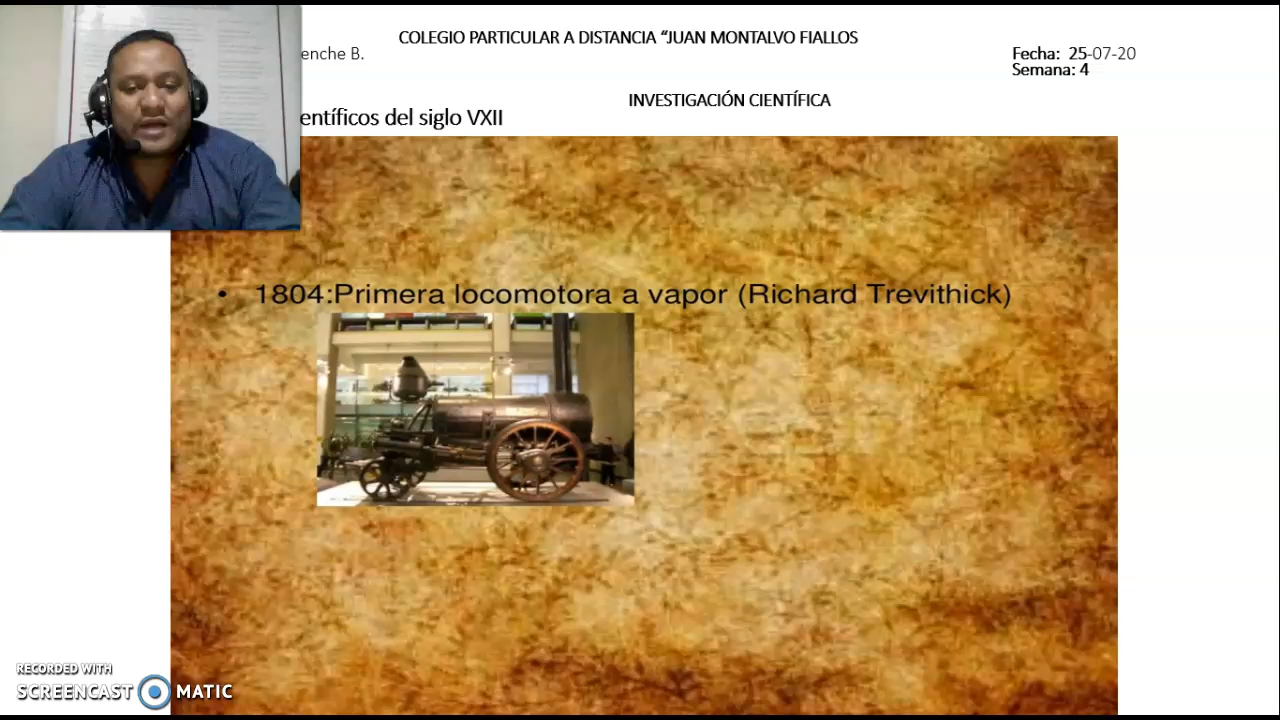 COLEGIO PARTICULAR A DISTANCIA “JUAN MONTALVO FIALLOS
enche B.
Fecha: 25-07-20
Semana: 4
INVESTIGACIÓN CIENTÍFICA
entíficos del siglo VXII
• 1804:Primera locomotora a vapor (Richard Trevithick)
RECORDED WITH
SCREENCAST MATIC